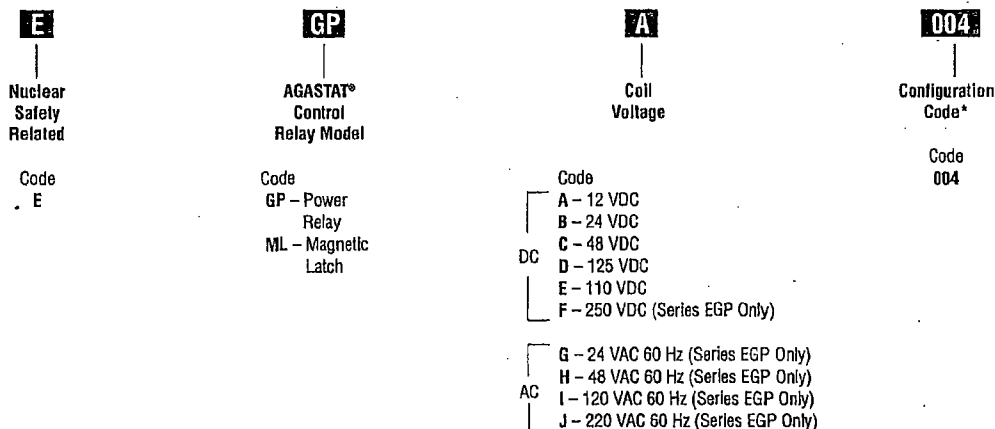 E GP A 004
Nuclear
Safety
Related
Code
E
AGASTAT®
Control
Relay Model
Code
GP – Power
Relay
ML – Magnetic
Latch
Coil
Voltage
Code
DC
A – 12 VDC
B – 24 VDC
C – 48 VDC
D – 125 VDC
E – 110 VDC
F – 250 VDC (Series EGP Only)
AC
G – 24 VAC 60 Hz (Series EGP Only)
H – 48 VAC 60 Hz (Series EGP Only)
I – 120 VAC 60 Hz (Series EGP Only)
J – 220 VAC 60 Hz (Series EGP Only)
Configuration
Code*
Code
004